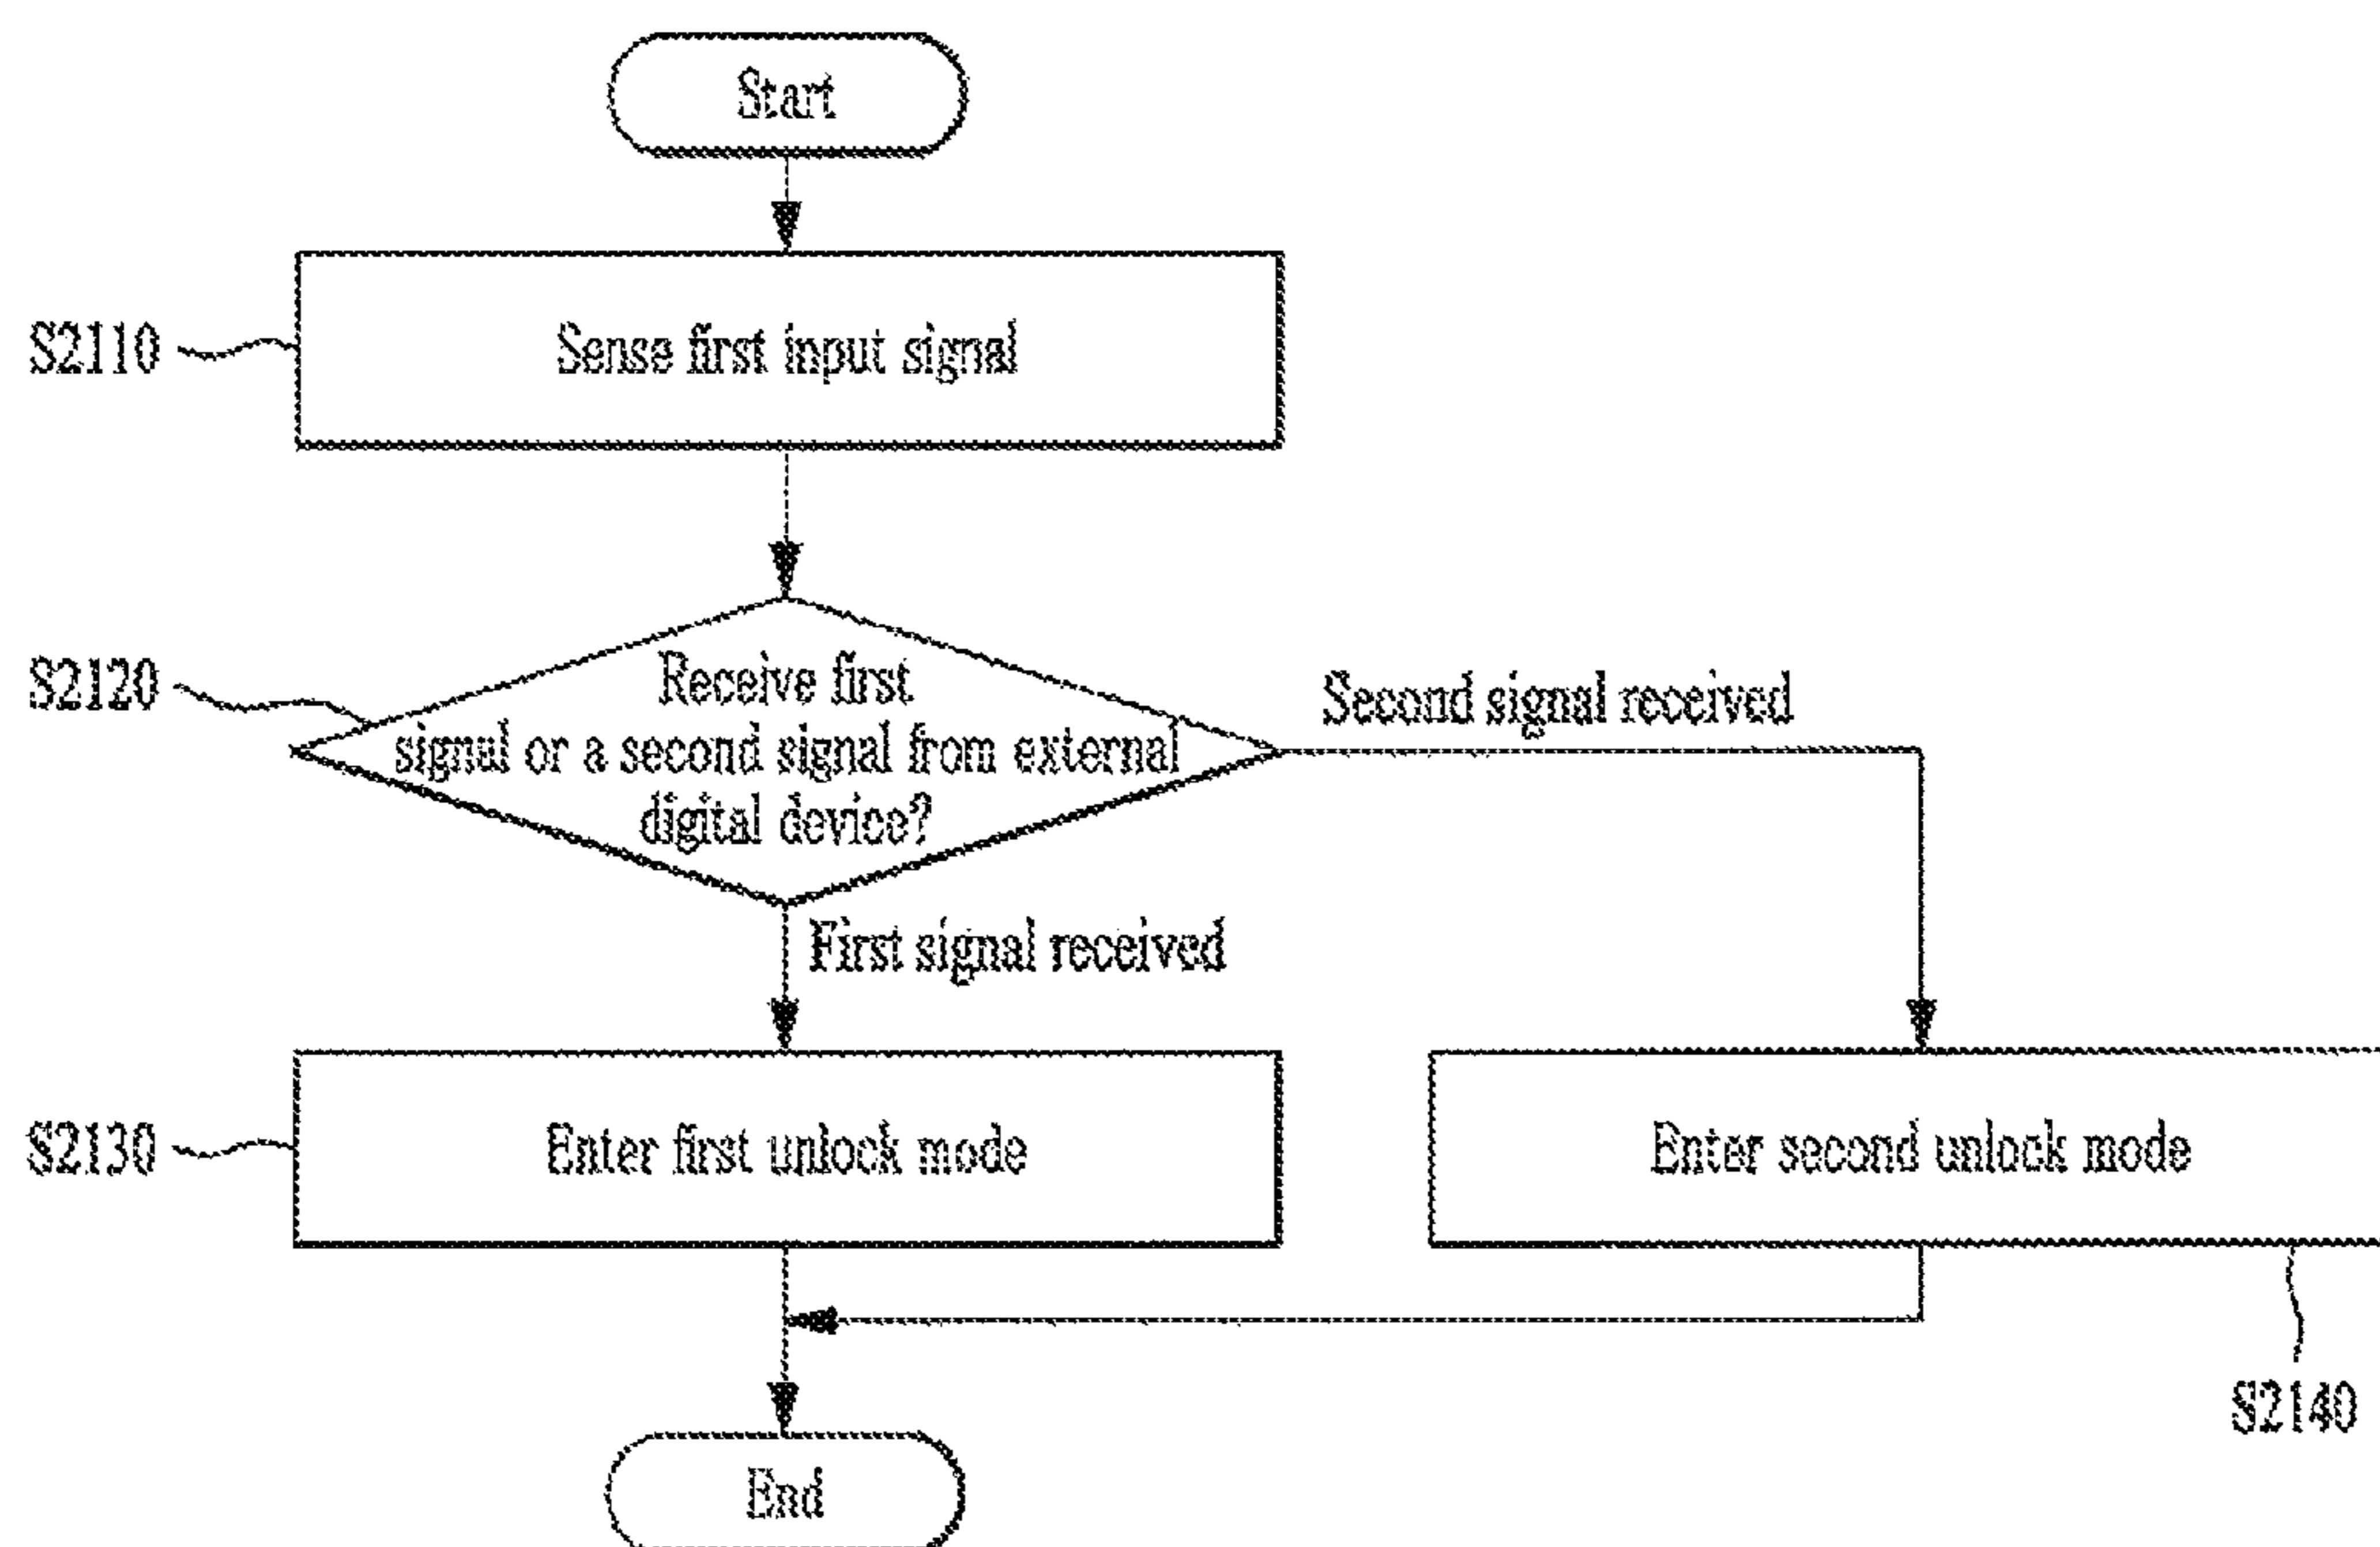 Start
S2110
Sense first input signal
S2120
Receive first
signal or a second signal from external
digital device?
Second signal received
First signal received
S2130
Enter first unlock mode
Enter second unlock mode
S2140
End